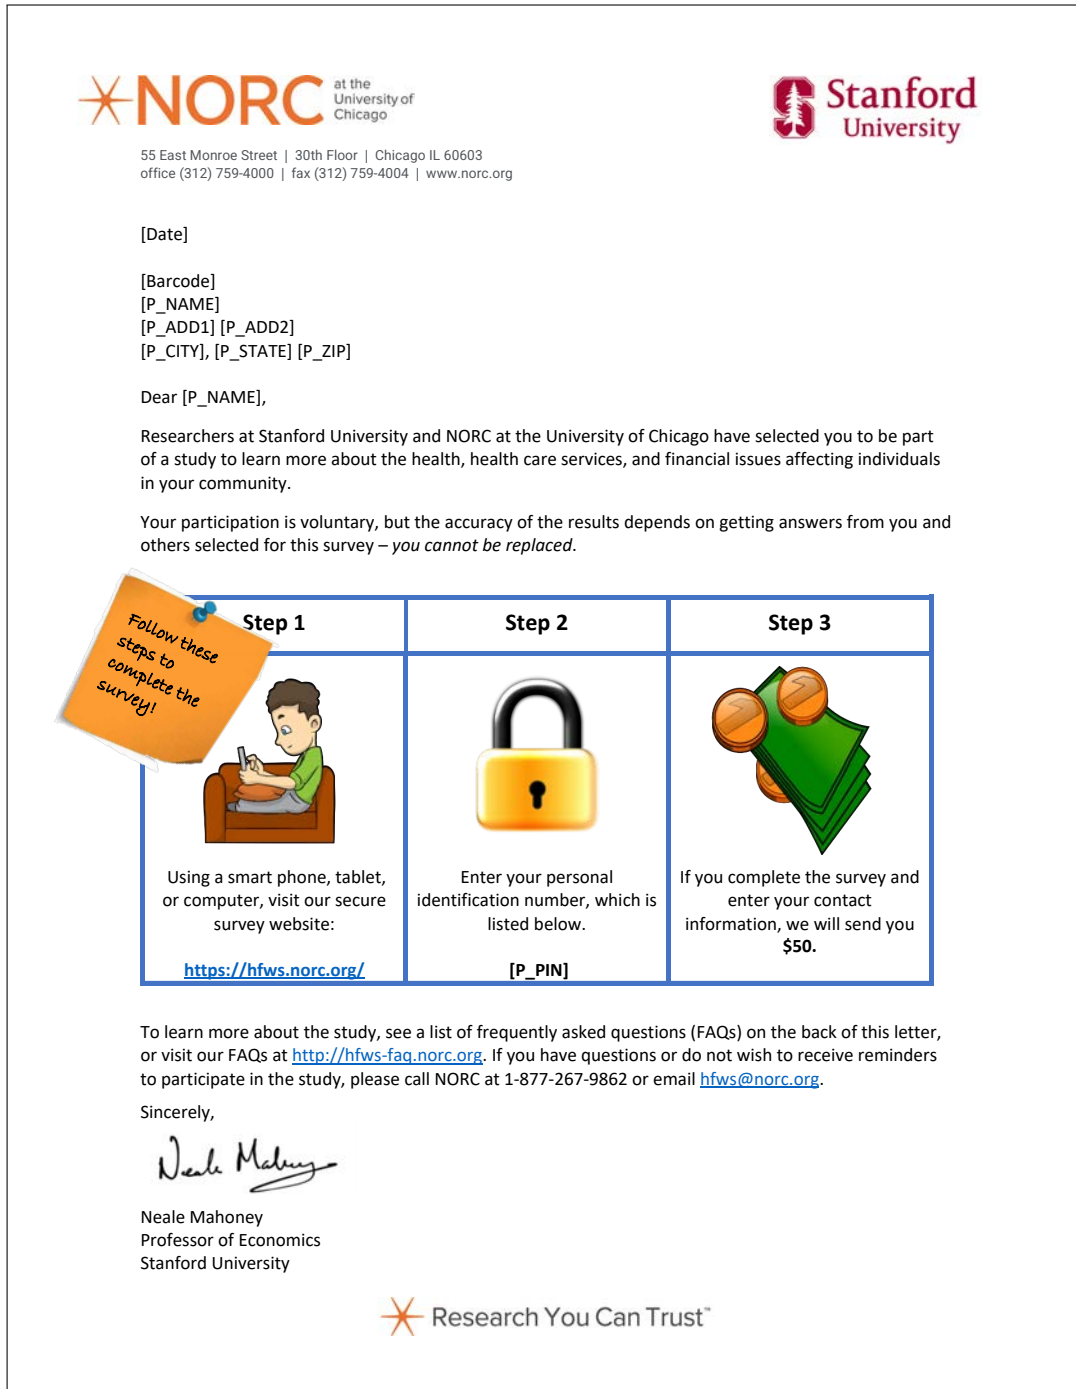 NORC at the University of Chicago
Stanford University
55 East Monroe Street | 30th Floor | Chicago IL 60603
office (312) 759-4000 | fax (312) 759-4004 | www.norc.org
[Date]
[Barcode]
[P_NAME]
[P_ADD1] [P_ADD2]
[P_CITY], [P_STATE] [P_ZIP]
Dear [P_NAME],
Researchers at Stanford University and NORC at the University of Chicago have selected you to be part
of a study to learn more about the health, health care services, and financial issues affecting individuals
in your community.
Your participation is voluntary, but the accuracy of the results depends on getting answers from you and
others selected for this survey – you cannot be replaced.
Follow these
steps to
complete the
survey!
Step 1
Using a smart phone, tablet,
or computer, visit our secure
survey website:
https://hfws.norc.org/
Step 2
Enter your personal
identification number, which is
listed below.
[P_PIN]
Step 3
If you complete the survey and
enter your contact
information, we will send you
$50.
To learn more about the study, see a list of frequently asked questions (FAQs) on the back of this letter,
or visit our FAQs at http://hfws-faq.norc.org. If you have questions or do not wish to receive reminders
to participate in the study, please call NORC at 1-877-267-9862 or email hfws@norc.org.
Sincerely,
Neale Mahoney
Neale Mahoney
Professor of Economics
Stanford University
Research You Can Trust™